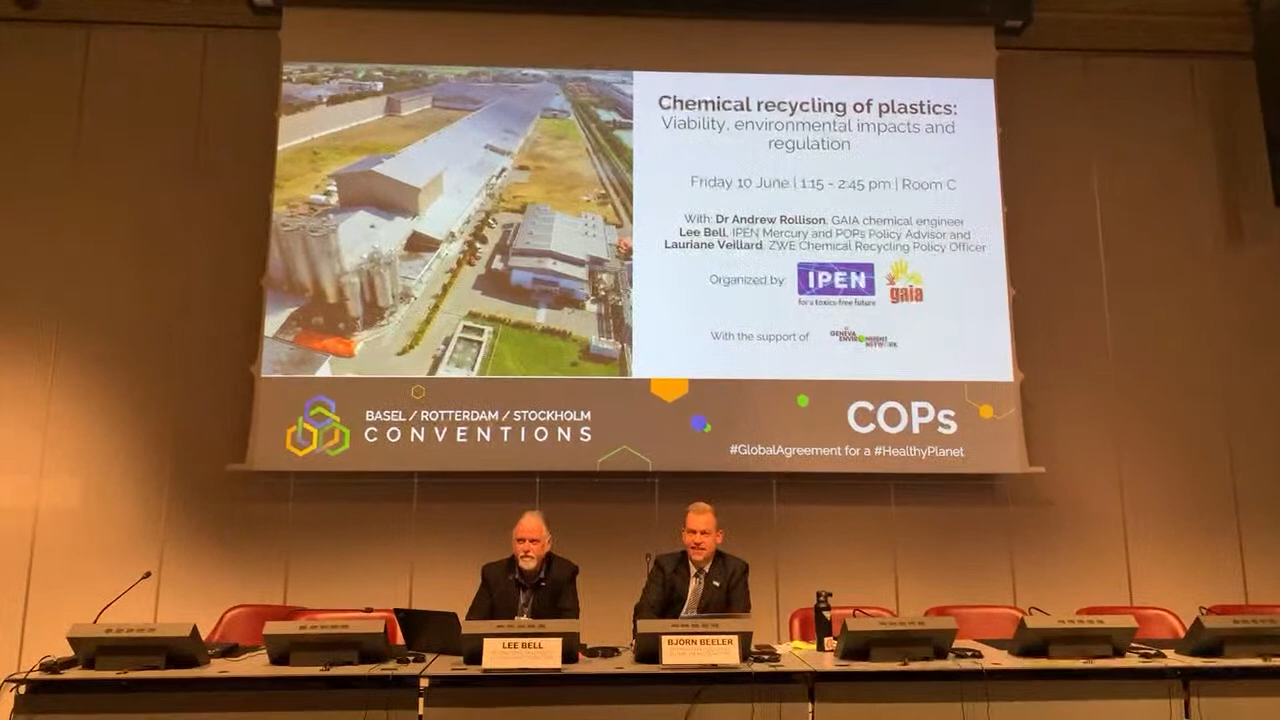 Chemical recycling of plastics:
Viability, environmental impacts and
regulation
Friday 10 June | 1:15 - 2:45 pm | Room C
With: Dr Andrew Rollison, GAIA chemical engineer
Lee Bell, IPEN Mercury and POPs Policy Advisor and
Lauriane Veillard, ZWE Chemical Recycling Policy Officer
Organized by:
IPEN
for a toxics-free future
gaia
With the support of
GENEVA
ENVIRONMENT
NETWORK
BASEL / ROTTERDAM / STOCKHOLM
CONVENTIONS
COPs
#GlobalAgreement for a #HealthyPlanet
LEE BELL
BJORN BEELER